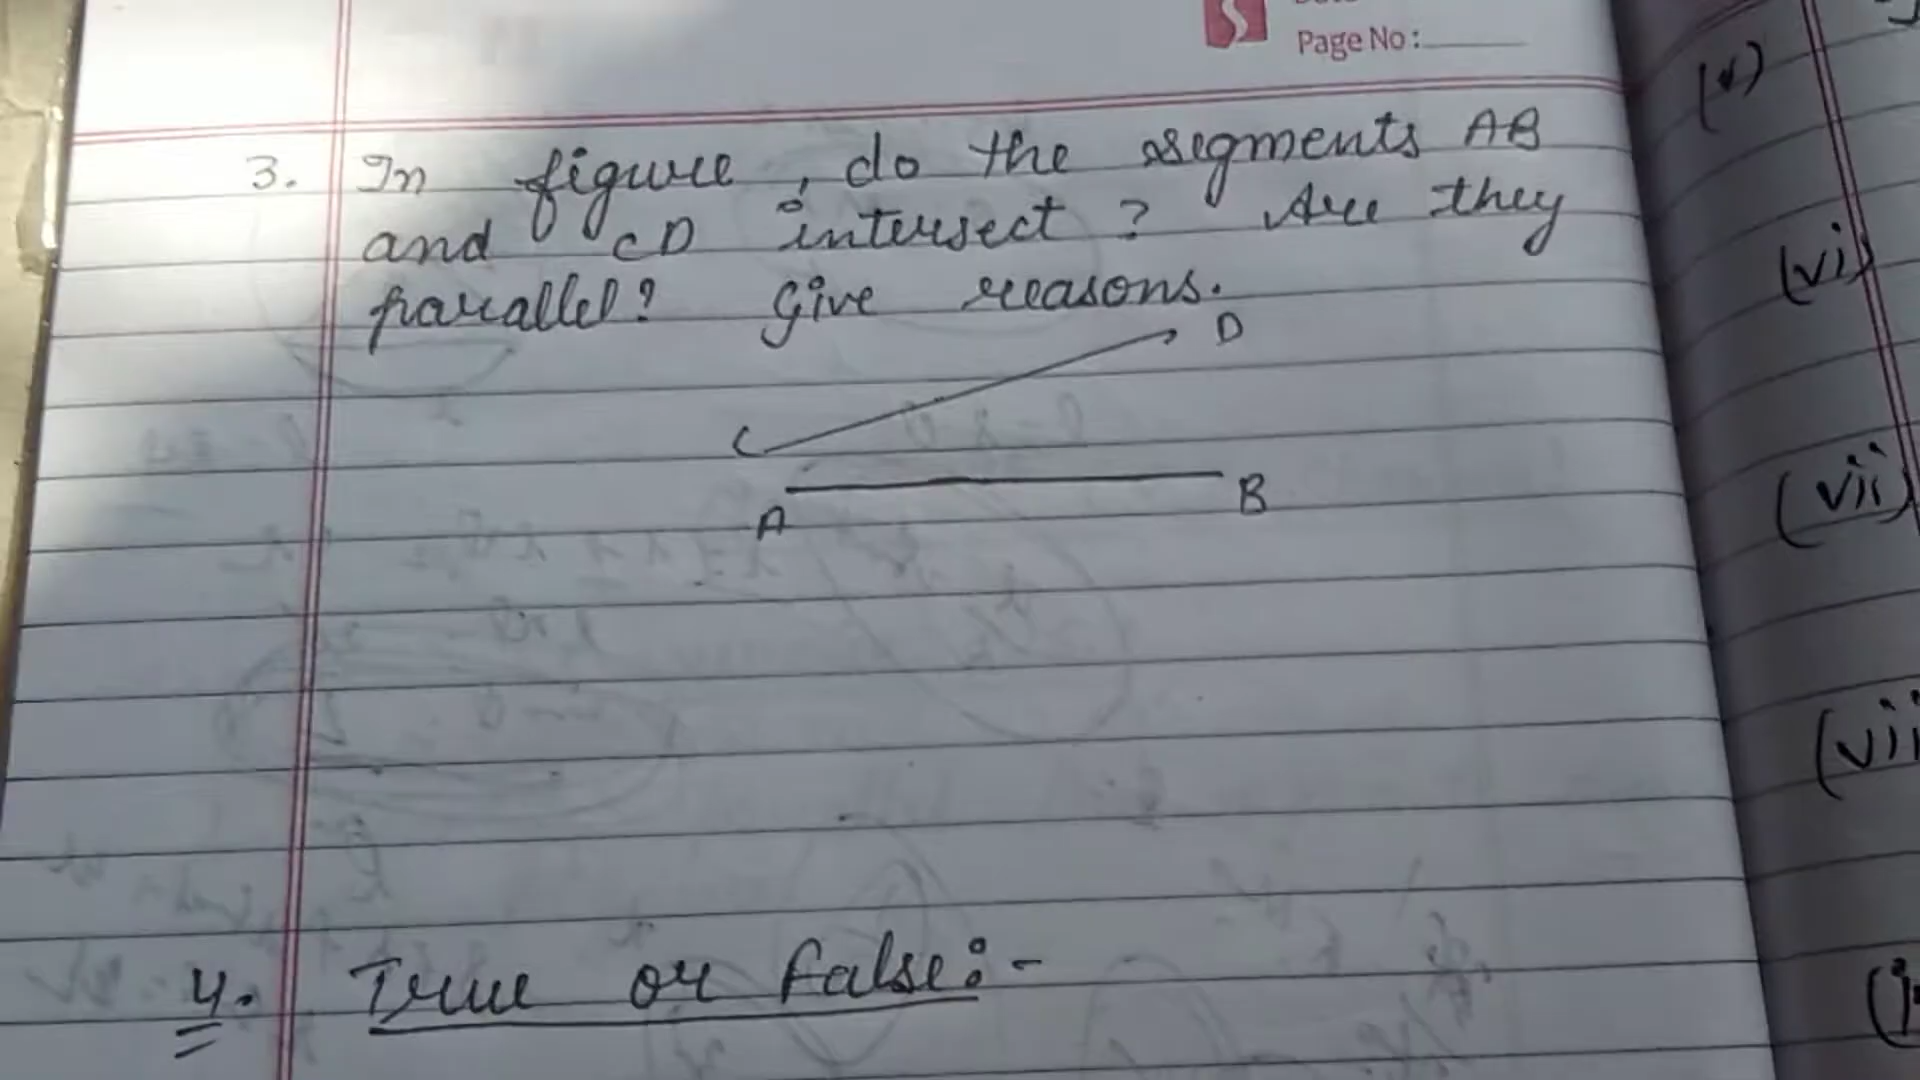 Page No :
3. In figure, do the segments AB
and CD intersect ? Are they
parallel? Give reasons.
D
C
A
B
4. True or False:-
(v)
(vi)
(vii)